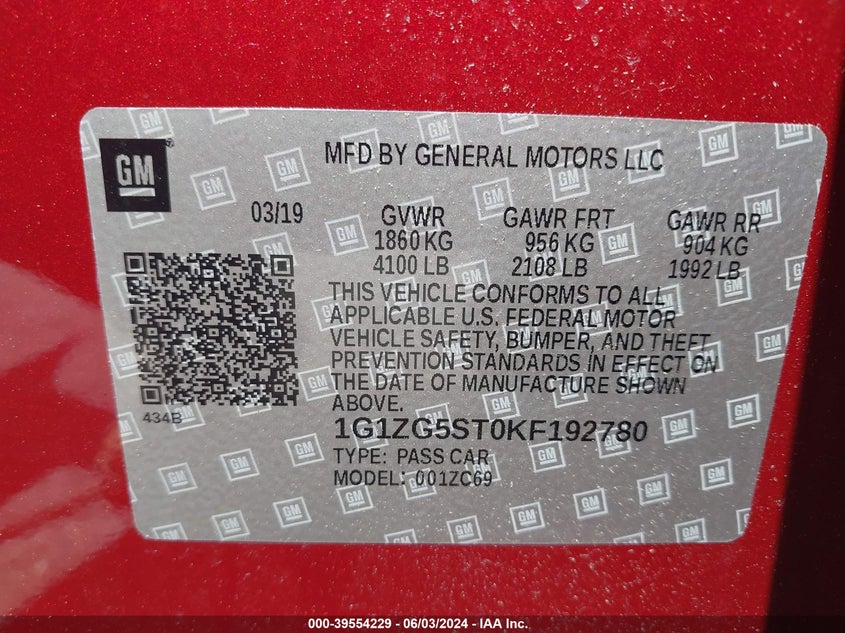 GM
MFD BY GENERAL MOTORS LLC
03/19 GVWR GAWR FRT GAWR RR
1860 KG 956 KG 904 KG
4100 LB 2108 LB 1992 LB
THIS VEHICLE CONFORMS TO ALL
APPLICABLE U.S. FEDERAL MOTOR
VEHICLE SAFETY, BUMPER, AND THEFT
PREVENTION STANDARDS IN EFFECT ON
THE DATE OF MANUFACTURE SHOWN
ABOVE.
434B
1G1ZG5ST0KF192780
TYPE: PASS CAR
MODEL: 001ZC69
000-39554229 - 06/03/2024 - IAA Inc.